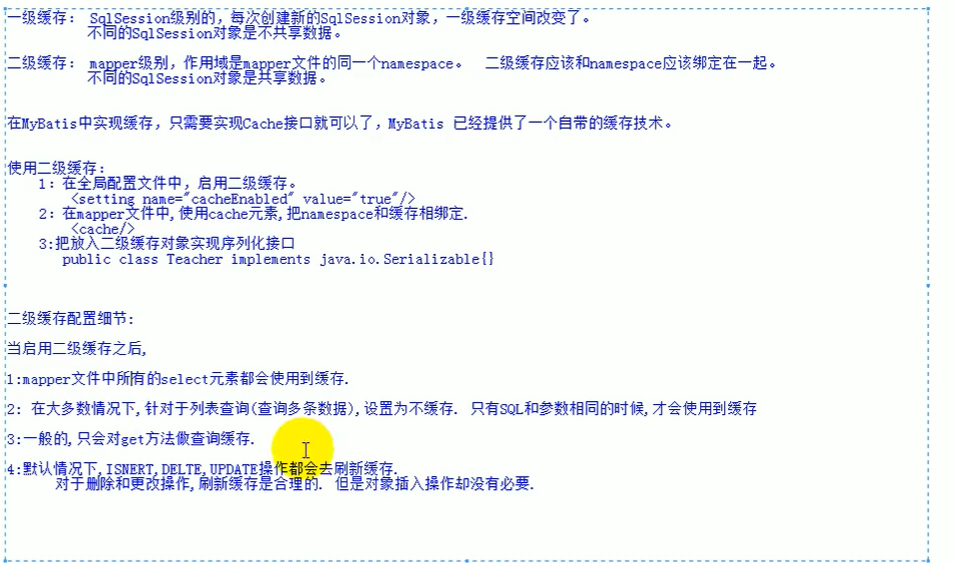 一级缓存： SqlSession级别的，每次创建新的SqlSession对象，一级缓存空间改变了。
不同的SqlSession对象是不共享数据。
二级缓存： mapper级别，作用域是mapper文件的同一个namespace。 二级缓存应该和namespace应该绑定在一起。
不同的SqlSession对象是共享数据。
在MyBatis中实现缓存，只需要实现Cache接口就可以了，MyBatis 已经提供了一个自带的缓存技术。
使用二级缓存：
1：在全局配置文件中，启用二级缓存。
<setting name="cacheEnabled" value="true"/>
2：在mapper文件中,使用cache元素,把namespace和缓存相绑定.
<cache/>
3:把放入二级缓存对象实现序列化接口
public class Teacher implements java.io.Serializable{}
二级缓存配置细节:
当启用二级缓存之后,
1:mapper文件中所有的select元素都会使用到缓存.
2: 在大多数情况下,针对于列表查询(查询多条数据),设置为不缓存. 只有SQL和参数相同的时候,才会使用到缓存
3:一般的,只会对get方法做查询缓存.
4:默认情况下,ISNERT,DELTE,UPDATE操作都会去刷新缓存.
对于删除和更改操作,刷新缓存是合理的. 但是对象插入操作却没有必要.